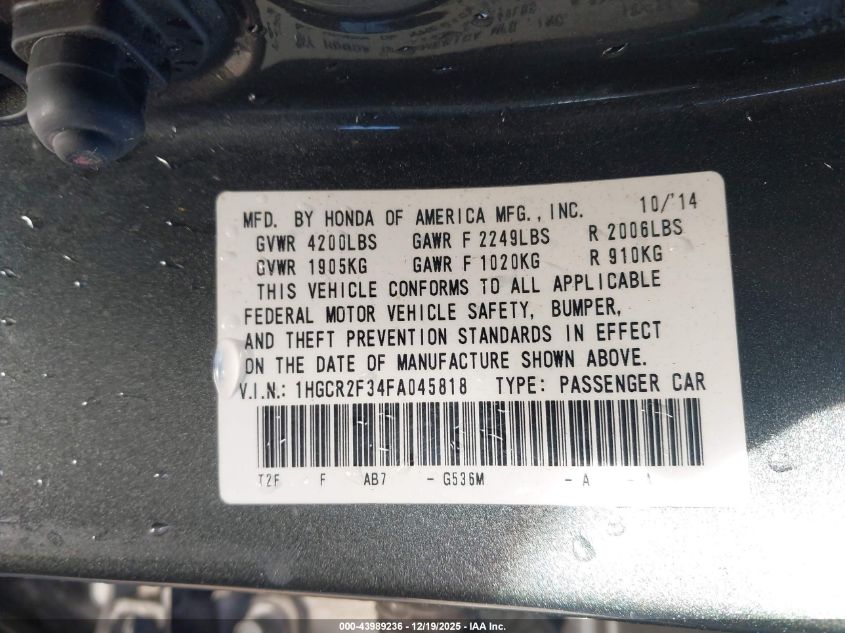 MFD. BY HONDA OF AMERICA MFG., INC. 10/'14
GVWR 4200LBS GAWR F 2249LBS R 2006LBS
GVWR 1905KG GAWR F 1020KG R 910KG
THIS VEHICLE CONFORMS TO ALL APPLICABLE
FEDERAL MOTOR VEHICLE SAFETY, BUMPER,
AND THEFT PREVENTION STANDARDS IN EFFECT
ON THE DATE OF MANUFACTURE SHOWN ABOVE.
V.I.N.: 1HGCR2F34FA045818 TYPE: PASSENGER CAR
T2F F AB7 - G536M - A -
000-43989236 - 12/19/2025 - IAA Inc.